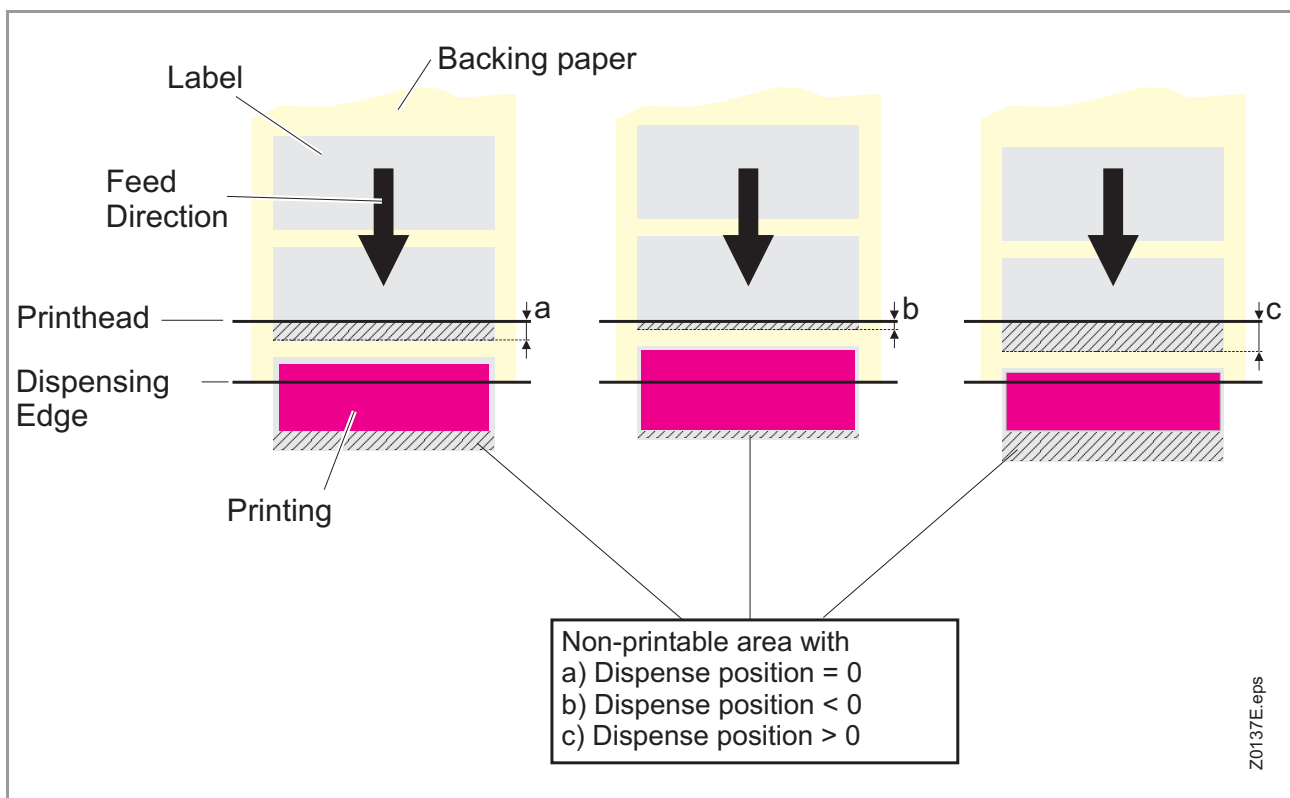 Backing paper
Label
Feed
Direction
a
b
c
Printhead
Dispensing
Edge
Printing
Non-printable area with
a) Dispense position = 0
b) Dispense position < 0
c) Dispense position > 0
Z0137E.eps